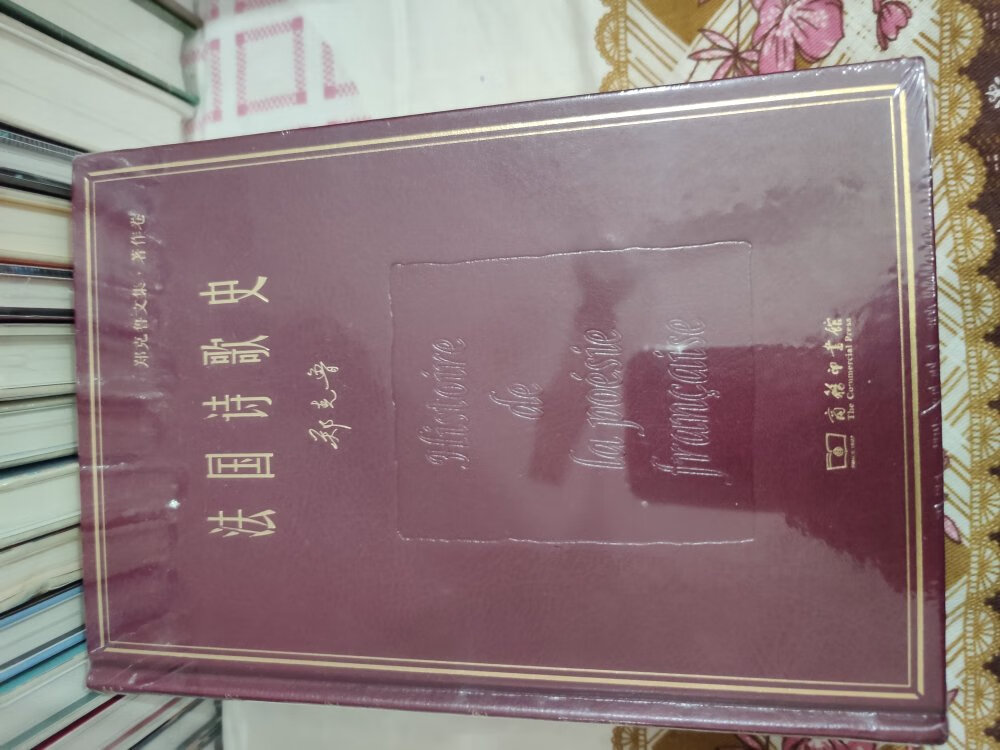 郑克鲁文集·著作卷
法国诗歌史
郑克鲁
Histoire
de
la poésie
française
商务印书馆
The Commercial Press